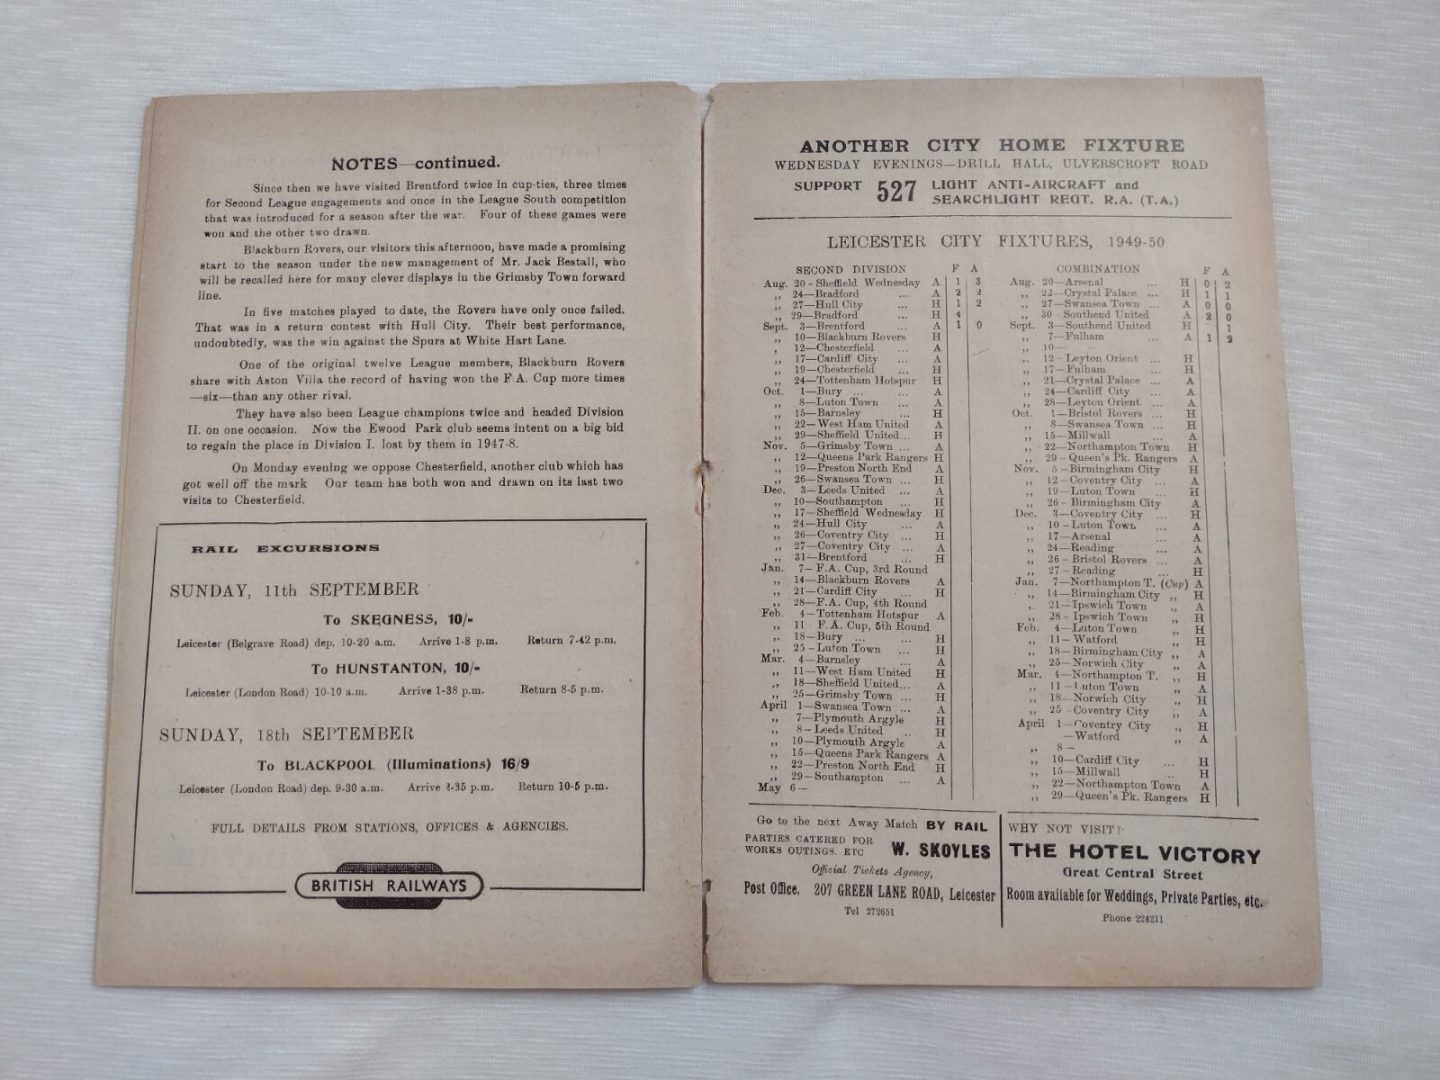 NOTES—continued.
Since then we have visited Brentford twice in cup-ties, three times
for Second League engagements and once in the League South competition
that was introduced for a season after the war. Four of these games were
won and the other two drawn.
Blackburn Rovers, our visitors this afternoon, have made a promising
start to the season under the new management of Mr. Jack Bestall, who
will be recalled here for many clever displays in the Grimsby Town forward
line.
In five matches played to date, the Rovers have only once failed.
That was in a return contest with Hull City. Their best performance,
undoubtedly, was the win against the Spurs at White Hart Lane.
One of the original twelve League members, Blackburn Rovers
share with Aston Villa the record of having won the F.A. Cup more times
—six—than any other rival.
They have also been League champions twice and headed Division
II. on one occasion. Now the Ewood Park club seems intent on a big bid
to regain the place in Division I. lost by them in 1947-8.
On Monday evening we oppose Chesterfield, another club which has
got well off the mark Our team has both won and drawn on its last two
visits to Chesterfield.
RAIL EXCURSIONS
SUNDAY, 11th SEPTEMBER
To SKEGNESS, 10/-
Leicester (Belgrave Road) dep. 10-20 a.m. Arrive 1-8 p.m. Return 7-42 p.m.
To HUNSTANTON, 10/-
Leicester (London Road) 10-10 a.m. Arrive 1-38 p.m. Return 8-5 p.m.
SUNDAY, 18th SEPTEMBER
To BLACKPOOL (Illuminations) 16/9
Leicester (London Road) dep. 9-30 a.m. Arrive -35 p.m. Return 10-5 p.m.
FULL DETAILS FROM STATIONS, OFFICES & AGENCIES.
BRITISH RAILWAYS
ANOTHER CITY HOME FIXTURE
WEDNESDAY EVENINGS—DRILL HALL, ULVERSCROFT ROAD
SUPPORT 527 LIGHT ANTI-AIRCRAFT and
SEARCHLIGHT REGT. R.A. (T.A.)
LEICESTER CITY FIXTURES, 1949-50
SECOND DIVISION F A
Aug. 20 - Sheffield Wednesday A 1 3
,, 24—Bradford ... A 2 2
,, 27—Hull City ... H 1 2
,, 29—Bradford ... H 4
Sept. 3—Brentford ... A 1 0
,, 10—Blackburn Rovers H
,, 12—Chesterfield ... A
,, 17—Cardiff City ... A
,, 19—Chesterfield ... H
,, 24—Tottenham Hotspur H
Oct. 1—Bury ... ... A
,, 8—Luton Town ... A
,, 15—Barnsley ... H
,, 22—West Ham United A
,, 29—Sheffield United... H
Nov. 5—Grimsby Town ... A
,, 12—Queens Park Rangers H
,, 19—Preston North End A
,, 26—Swansea Town ... H
Dec. 3—Leeds United ... A
,, 10—Southampton ... H
,, 17—Sheffield Wednesday H
,, 24—Hull City ... A
,, 26—Coventry City ... H
,, 27—Coventry City ... A
,, 31—Brentford ... H
Jan. 7—F.A. Cup, 3rd Round
,, 14—Blackburn Rovers A
,, 21—Cardiff City ... H
,, 28—F.A. Cup, 4th Round
Feb. 4—Tottenham Hotspur A
,, 11 - F.A. Cup, 5th Round
,, 18—Bury ... ... H
,, 25 - Luton Town ... H
Mar. 4—Barnsley ... A
,, 11—West Ham United H
,, 18—Sheffield United... A
,, 25—Grimsby Town ... H
April 1—Swansea Town ... A
,, 7—Plymouth Argyle H
,, 8 - Leeds United .. H
,, 10—Plymouth Argyle A
,, 15—Queens Park Rangers A
,, 22—Preston North End H
,, 29—Southampton ... A
May 6 —
COMBINATION F A
Aug. 20—Arsenal ... H 0 2
,, 22—Crystal Palace ... H 1 1
,, 27—Swansea Town ... A 0 0
,, 30 - Southend United A 2 0
Sept. 3—Southend United H 1 1
,, 7—Fulham ... A 1 2
,, 10—
,, 12—Leyton Orient ... H
,, 17—Fulham ... H
,, 21—Crystal Palace ... A
,, 24—Cardiff City ... A
,, 28—Leyton Orient ... A
Oct. 1—Bristol Rovers ... H
,, 8—Swansea Town ... H
,, 15—Millwall ... A
,, 22—Northampton Town H
,, 29—Queen's Pk. Rangers A
Nov. 5 - Birmingham City H
,, 12 - Coventry City ... A
,, 19—Luton Town ... H
,, 26 - Birmingham City A
Dec. 3—Coventry City ... H
,, 10 - Luton Town ... A
,, 17—Arsenal ... A
,, 24—Reading ... A
,, 26 - Bristol Rovers ... A
,, 27 - Reading ... H
Jan. 7—Northampton T. (Cup) A
,, 14—Birmingham City ,, H
,, 21—Ipswich Town ,, A
,, 28 - Ipswich Town ,, H
Feb. 4—Luton Town ,, H
,, 11—Watford ,, H
,, 18—Birmingham City ,, A
,, 25—Norwich City ,, A
Mar. 4—Northampton T. ,, H
,, 11—Luton Town ,, A
,, 18—Norwich City ,, H
,, 25 —Coventry City ,, A
April 1—Coventry City ,, H
—Watford ,, A
,, 8 —
,, 10—Cardiff City ... H
,, 15—Millwall ... H
,, 22—Northampton Town A
,, 29—Queen's Pk. Rangers H
Go to the next Away Match BY RAIL
PARTIES CATERED FOR
WORKS OUTINGS, ETC W. SKOYLES
Official Tickets Agency,
Post Office. 207 GREEN LANE ROAD, Leicester
Tel 272651
WHY NOT VISIT?
THE HOTEL VICTORY
Great Central Street
Room available for Weddings, Private Parties, etc.
Phone 224211